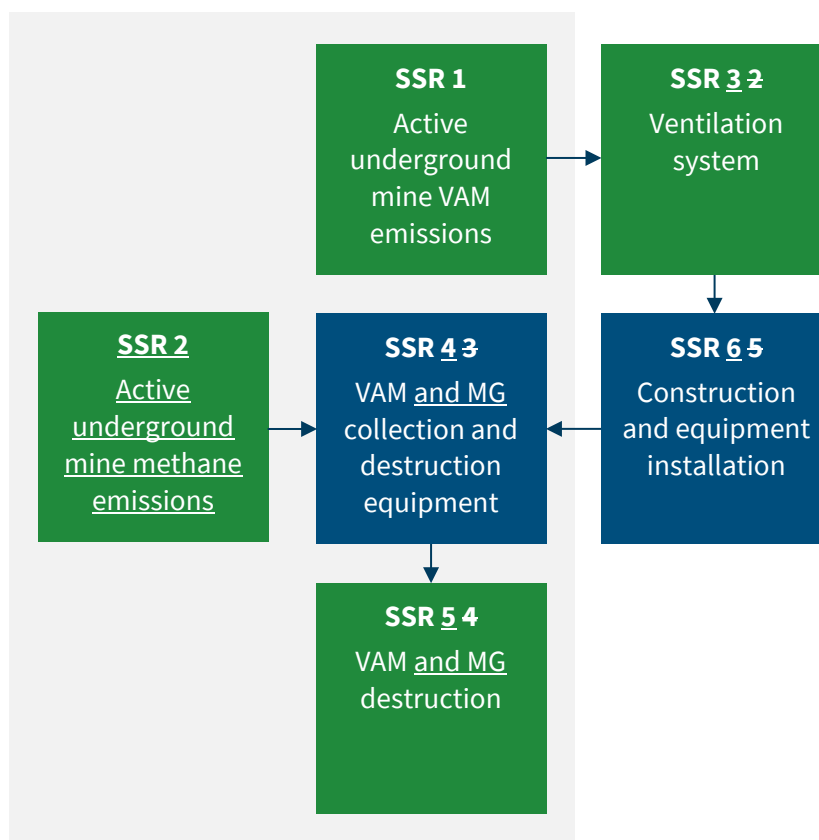 SSR 1
Active
underground
mine VAM
emissions
SSR 3 2
Ventilation
system
SSR 2
Active
underground
mine methane
emissions
SSR 4 3
VAM and MG
collection and
destruction
equipment
SSR 6 5
Construction
and equipment
installation
SSR 5 4
VAM and MG
destruction